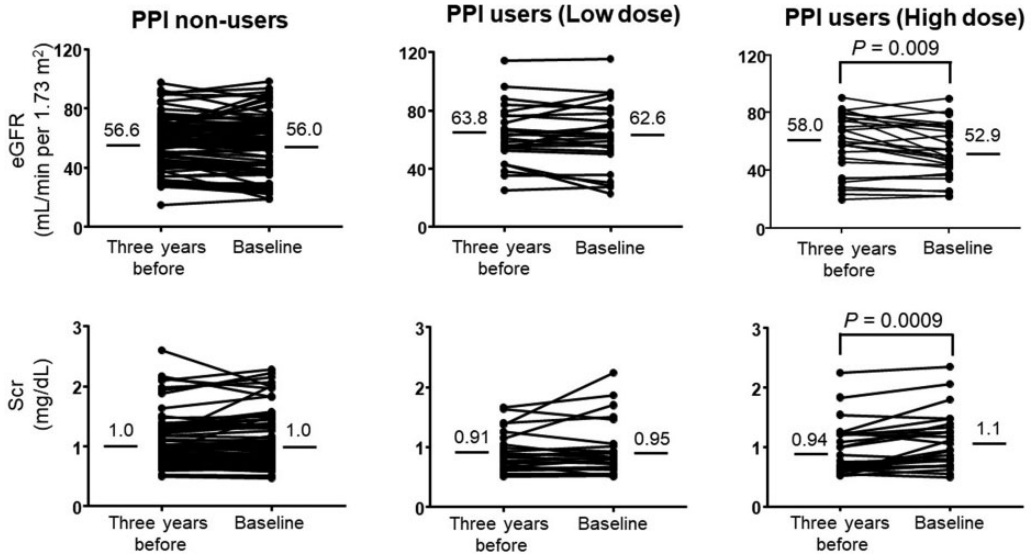 PPI non-users
PPI users (Low dose)
PPI users (High dose)
eGFR
(mL/min per 1.73 m²)
120
80
40
0
56.6
56.0
Three years
before
Baseline
120
80
40
0
63.8
62.6
Three years
before
Baseline
120
80
40
0
P = 0.009
58.0
52.9
Three years
before
Baseline
Scr
(mg/dL)
3
2
1
0
1.0
1.0
Three years
before
Baseline
3
2
1
0
0.91
0.95
Three years
before
Baseline
3
2
1
0
P = 0.0009
0.94
1.1
Three years
before
Baseline